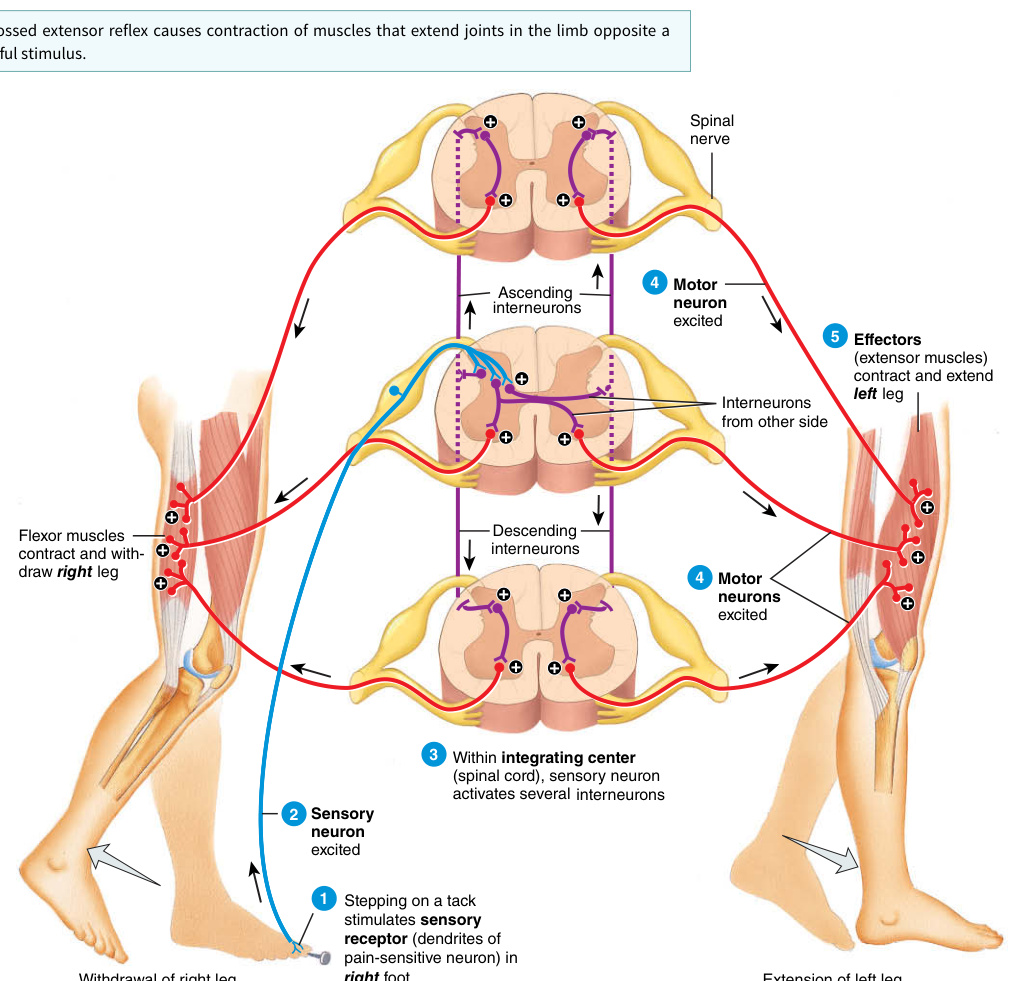 ossed extensor reflex causes contraction of muscles that extend joints in the limb opposite a
ful stimulus.
Spinal
nerve
Ascending
interneurons
4 Motor
neuron
excited
5 Effectors
(extensor muscles)
contract and extend
left leg
Interneurons
from other side
Flexor muscles
contract and with-
draw right leg
Descending
interneurons
4 Motor
neurons
excited
3 Within integrating center
(spinal cord), sensory neuron
activates several interneurons
2 Sensory
neuron
excited
1 Stepping on a tack
stimulates sensory
receptor (dendrites of
pain-sensitive neuron) in
right foot
Withdrawal of right leg
Extension of left leg